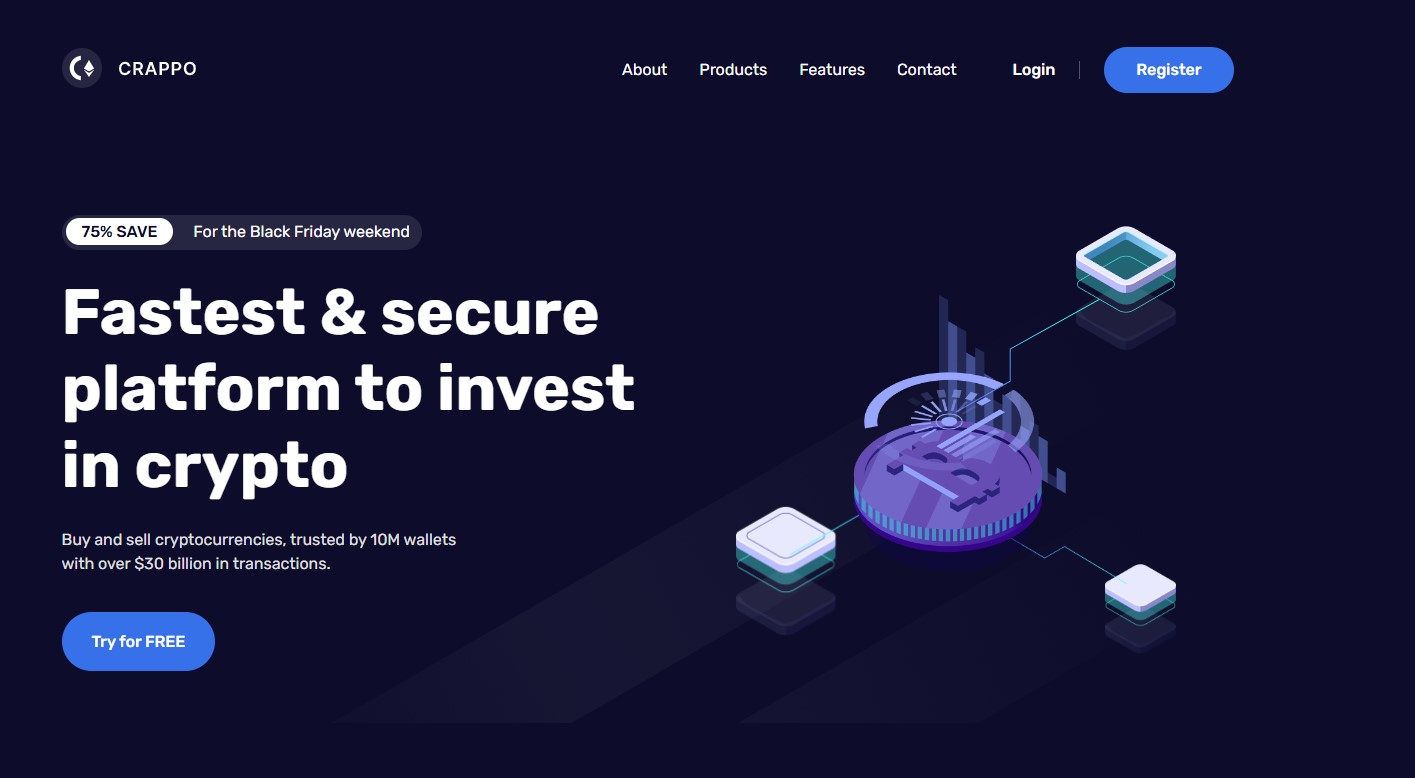 CRAPPO
About Products Features Contact Login Register
75% SAVE For the Black Friday weekend
Fastest & secure
platform to invest
in crypto
Buy and sell cryptocurrencies, trusted by 10M wallets
with over $30 billion in transactions.
Try for FREE